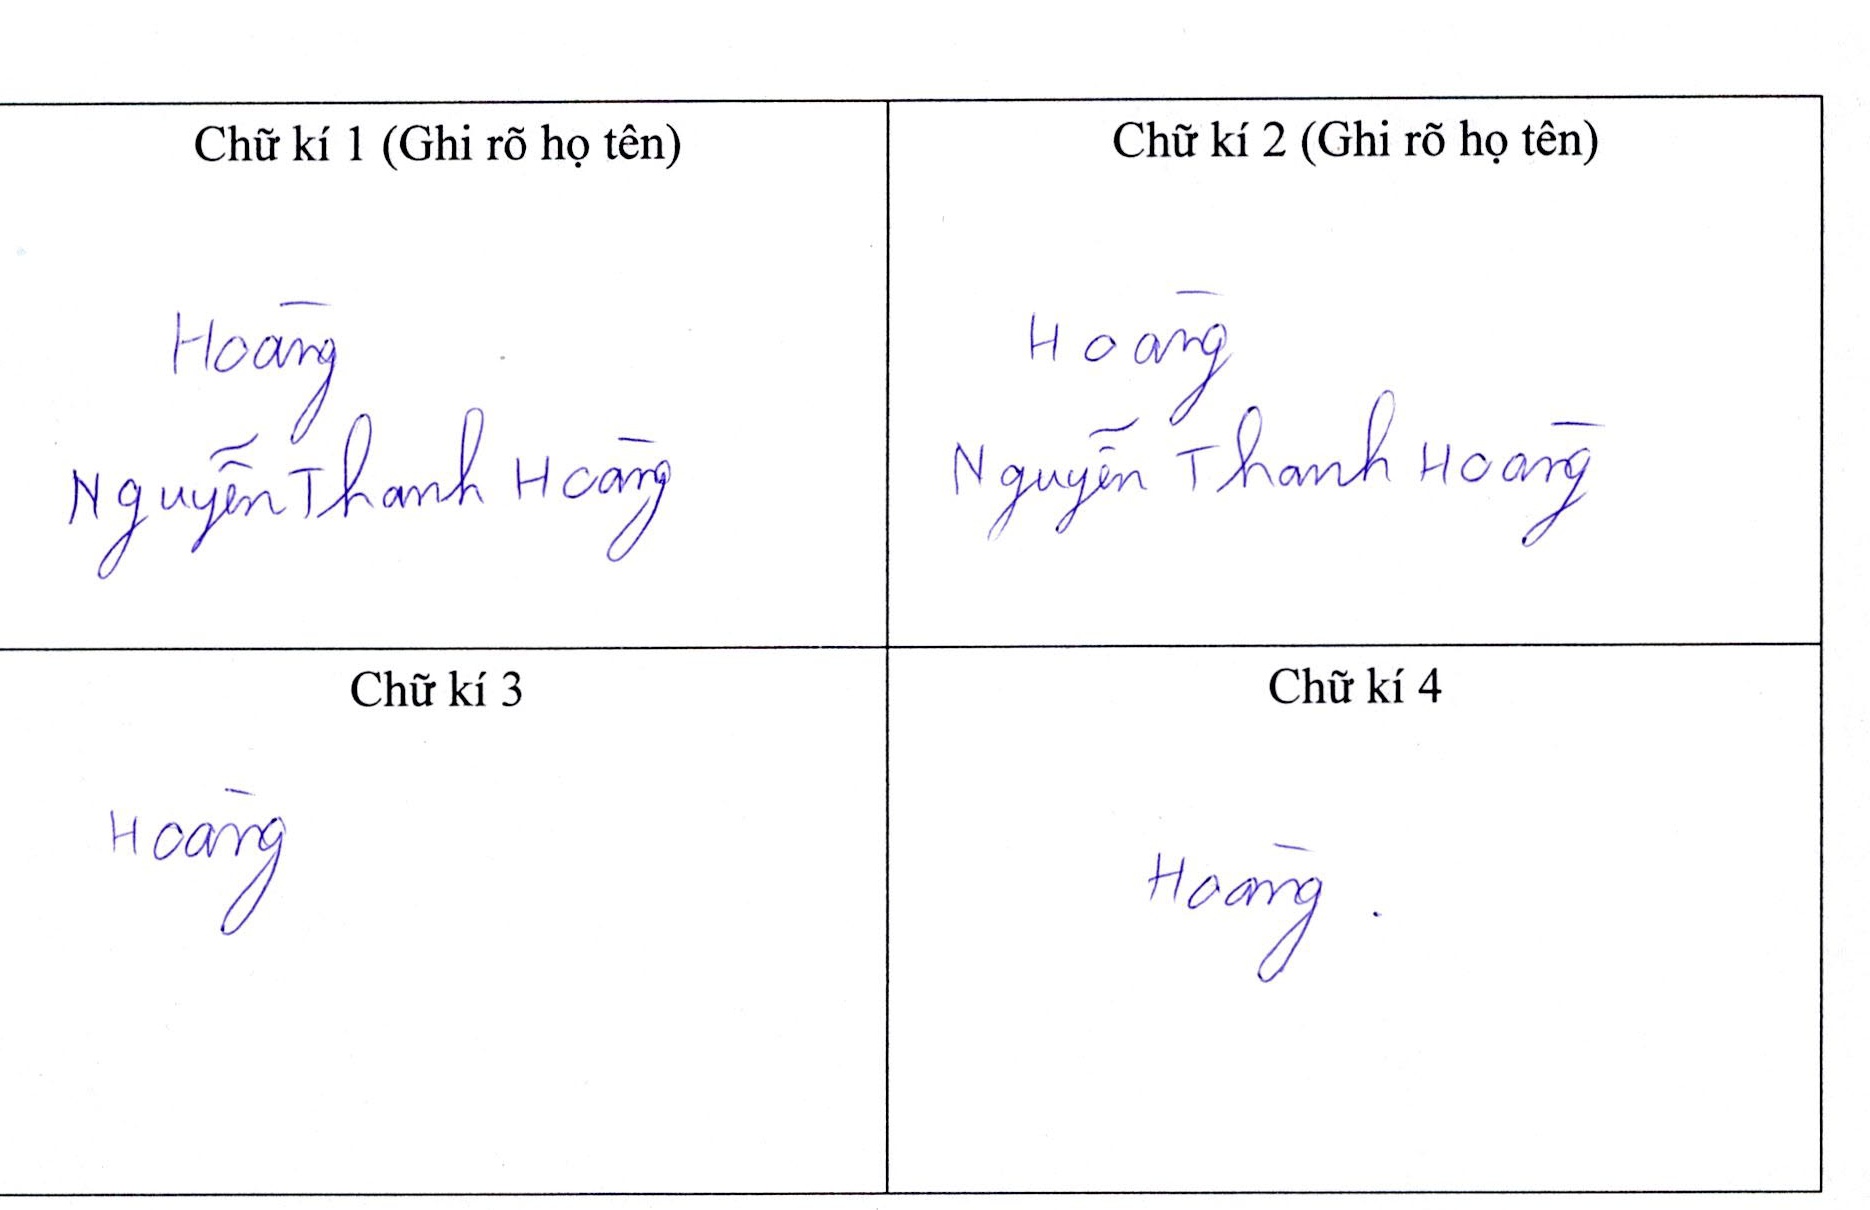 Chữ kí 1 (Ghi rõ họ tên)
Hoàng
Nguyễn Thanh Hoàng
Chữ kí 2 (Ghi rõ họ tên)
Hoàng
Nguyễn Thanh Hoàng
Chữ kí 3
Hoàng
Chữ kí 4
Hoàng .